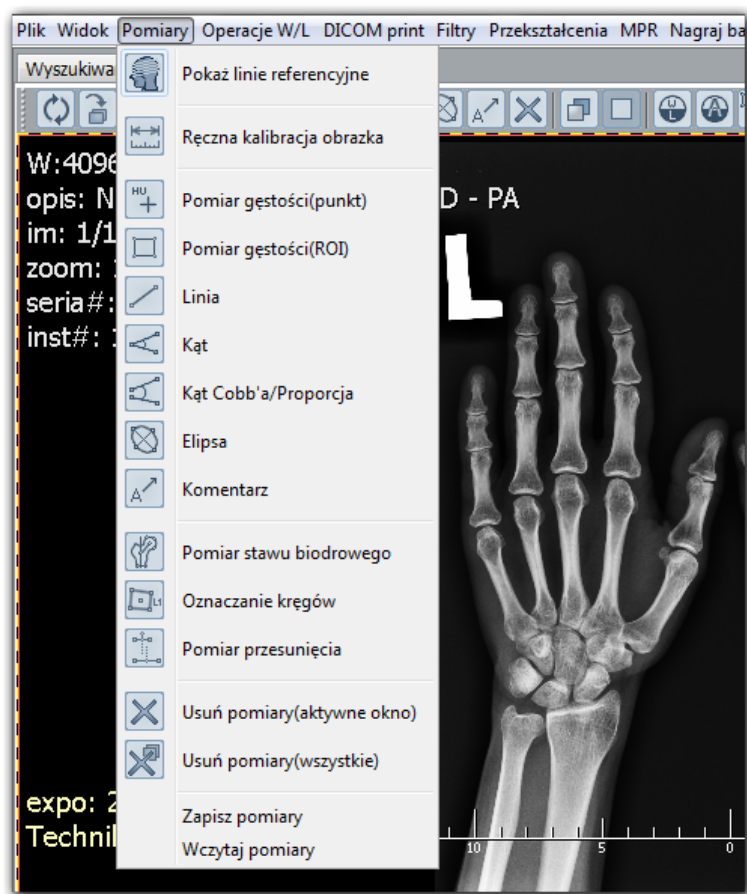 Plik Widok Pomiary Operacje W/L DICOM print Filtry Przekształcenia MPR Nagraj ba
Wyszukiwa
Pokaż linie referencyjne
Ręczna kalibracja obrazka
HU
Pomiar gęstości(punkt)
Pomiar gęstości(ROI)
Linia
Kąt
Kąt Cobb'a/Proporcja
Elipsa
A
Komentarz
Pomiar stawu biodrowego
L1
Oznaczanie kręgów
Pomiar przesunięcia
Usuń pomiary(aktywne okno)
Usuń pomiary(wszystkie)
Zapisz pomiary
Wczytaj pomiary
A
W L
A
W:4096
opis: N
D - PA
im: 1/1
zoom:
seria#:
inst#:
L
expo: 2
Techni
10 5 0